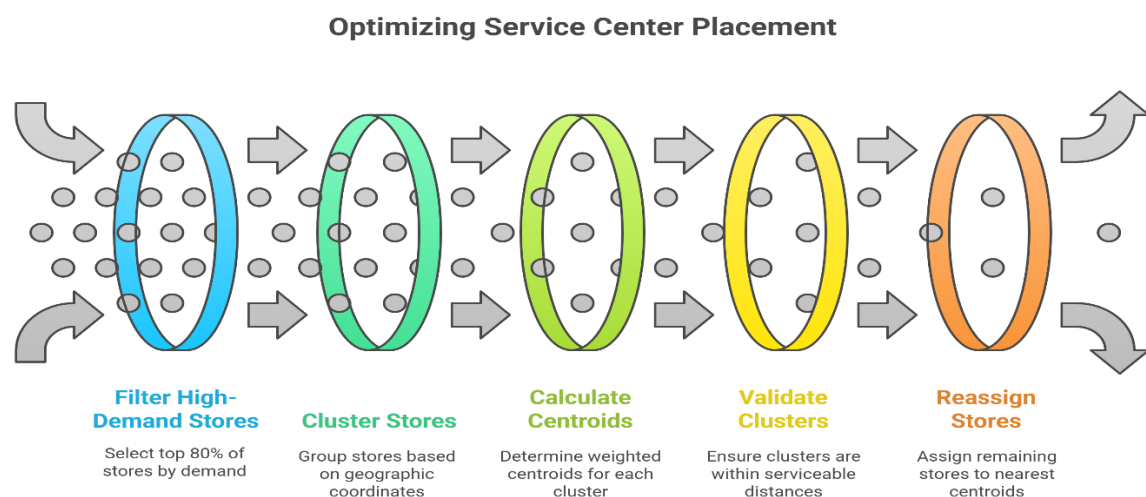 Optimizing Service Center Placement
Filter High-
Demand Stores
Select top 80% of
stores by demand
Cluster Stores
Group stores based
on geographic
coordinates
Calculate
Centroids
Determine weighted
centroids for each
cluster
Validate
Clusters
Ensure clusters are
within serviceable
distances
Reassign
Stores
Assign remaining
stores to nearest
centroids